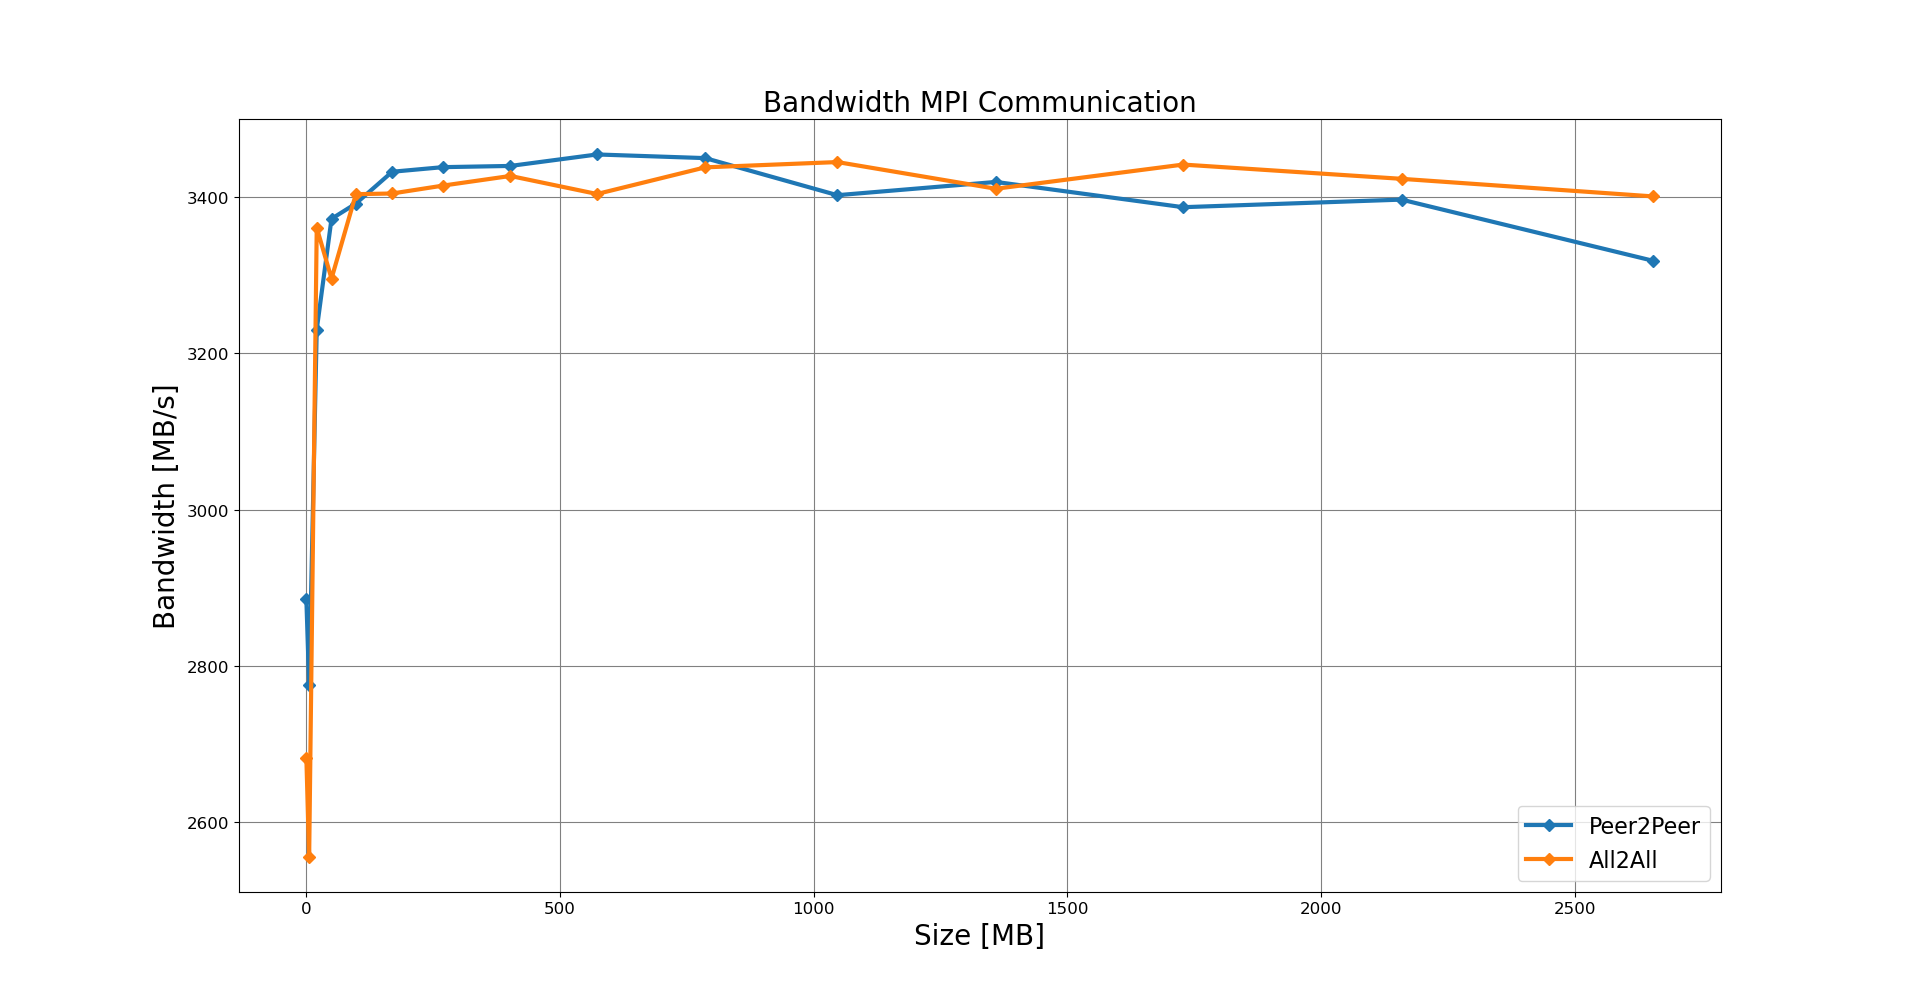 Bandwidth MPI Communication
3400
3200
3000
2800
2600
Bandwidth [MB/s]
0 500 1000 1500 2000 2500
Size [MB]
Peer2Peer
All2All